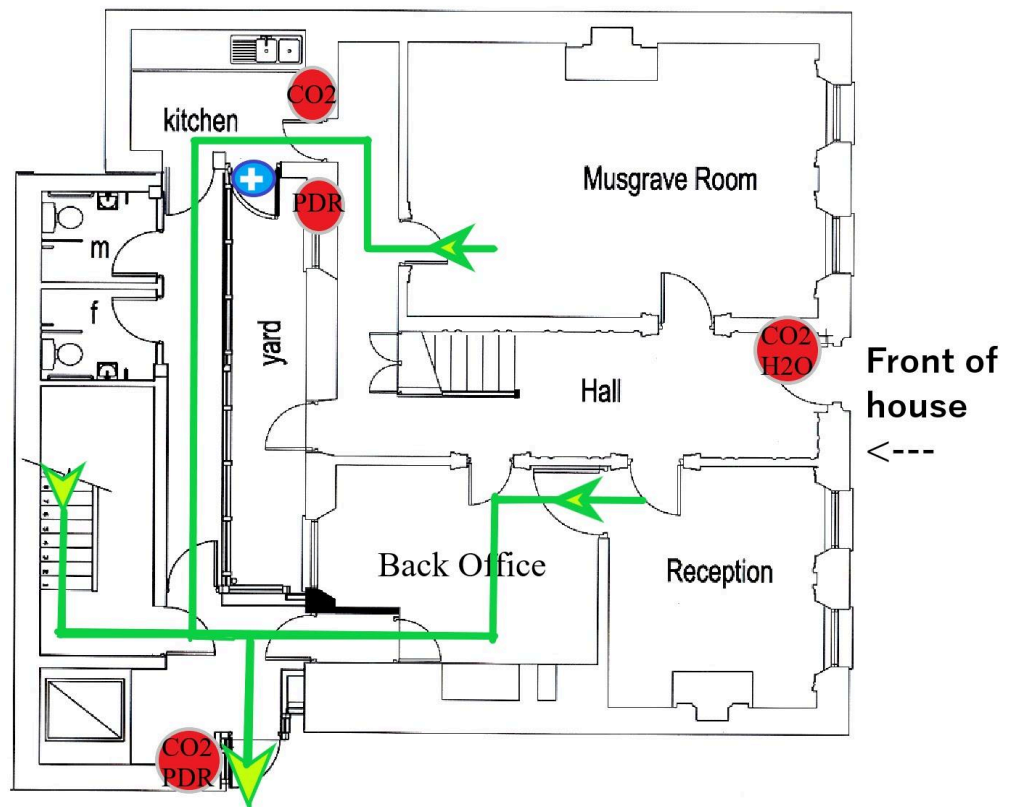 CO2
kitchen
Musgrave Room
PDR
m
f
yard
CO2
H2O
Hall
Front of
house
<---
Back Office
Reception
CO2
PDR